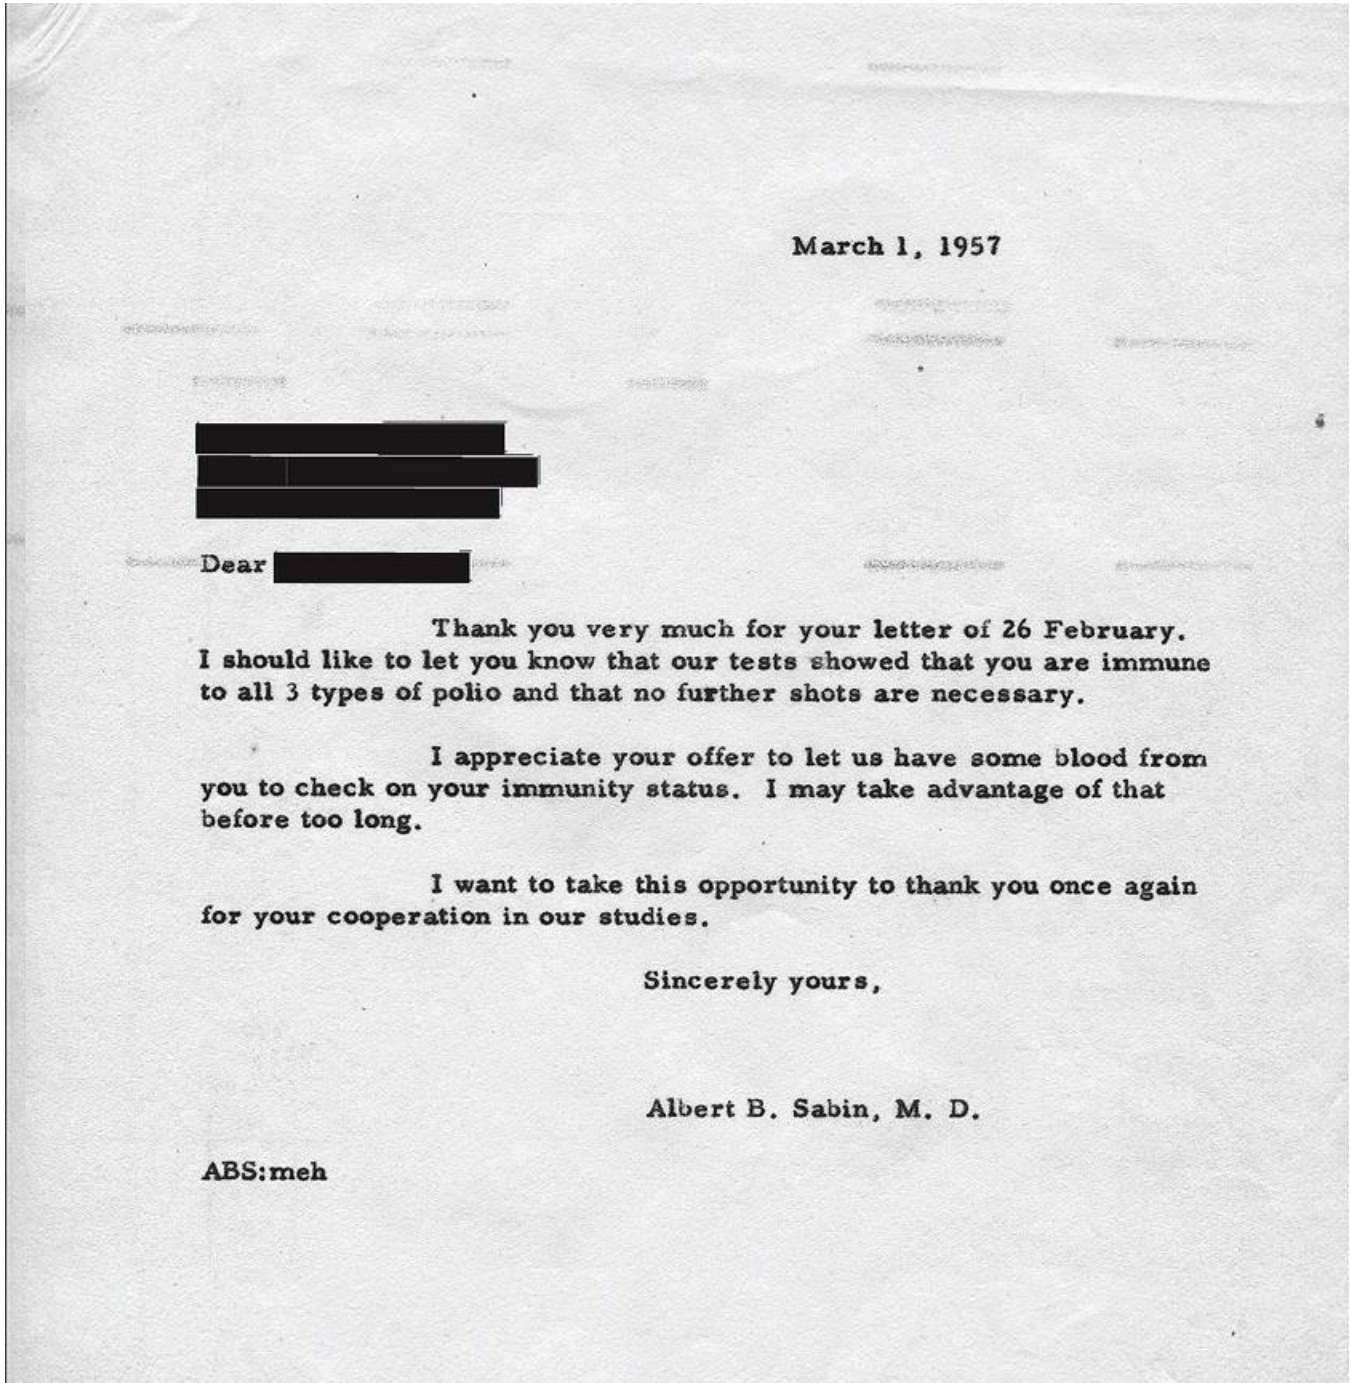 March 1, 1957
Dear
Thank you very much for your letter of 26 February.
I should like to let you know that our tests showed that you are immune
to all 3 types of polio and that no further shots are necessary.
I appreciate your offer to let us have some blood from
you to check on your immunity status. I may take advantage of that
before too long.
I want to take this opportunity to thank you once again
for your cooperation in our studies.
Sincerely yours,
Albert B. Sabin, M. D.
ABS:meh